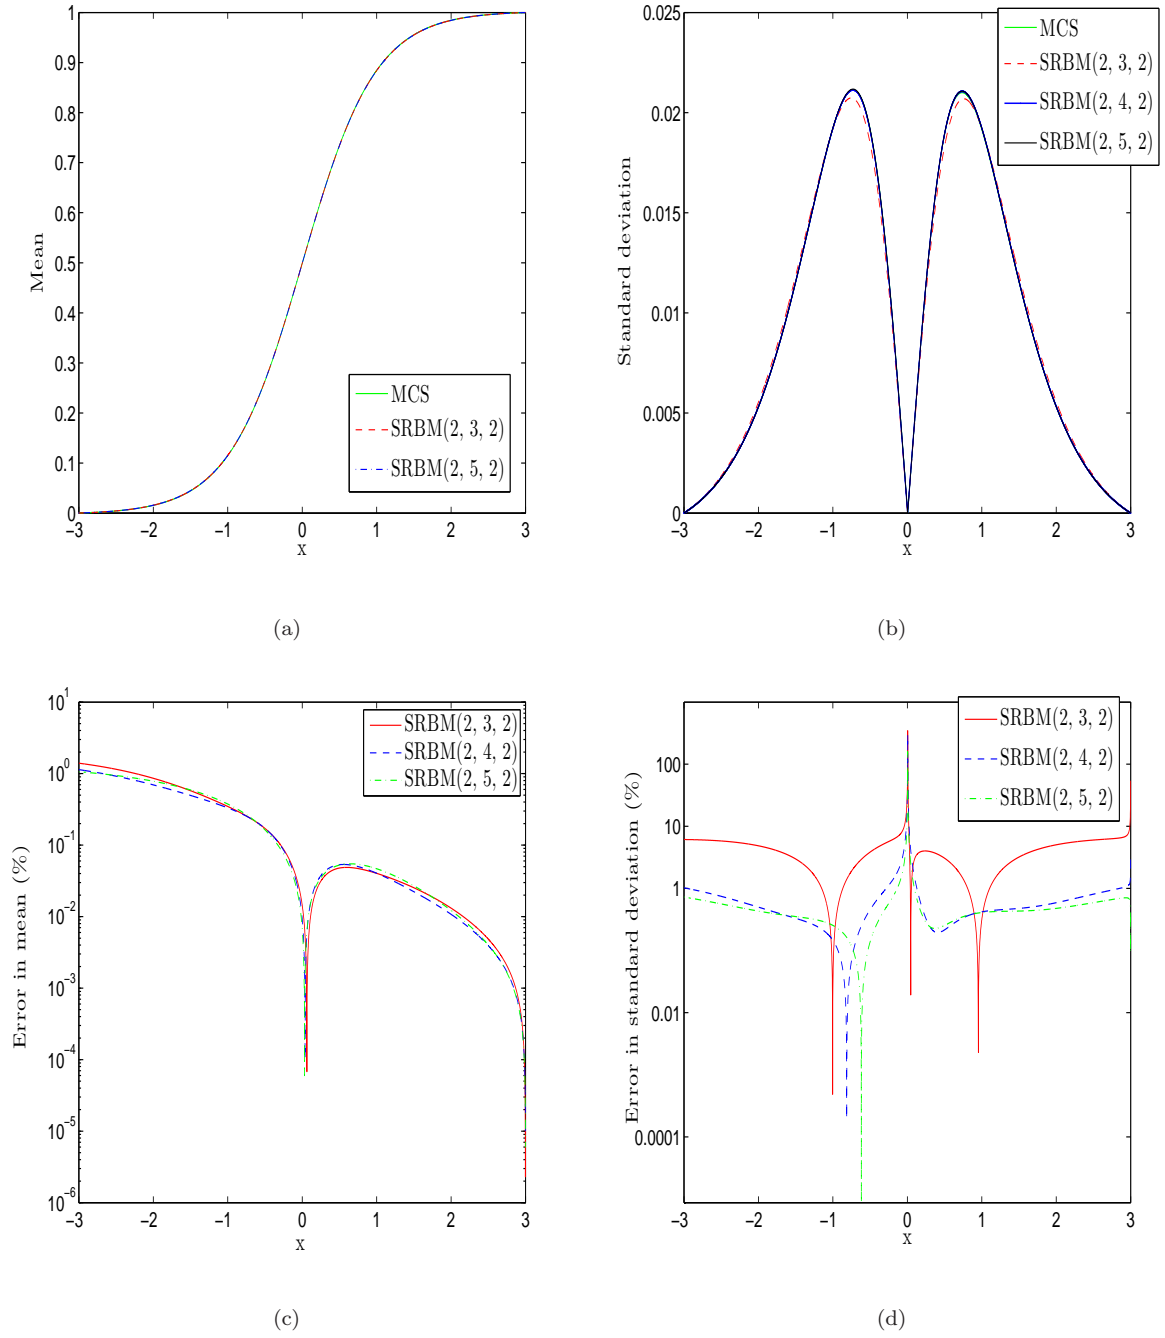 1
0.9
0.8
0.7
0.6
0.5
0.4
0.3
0.2
0.1
0
Mean
−3 −2 −1 0 1 2 3
x
MCS
SRBM(2, 3, 2)
SRBM(2, 5, 2)
(a)
0.025
0.02
0.015
0.01
0.005
0
Standard deviation
−3 −2 −1 0 1 2 3
x
MCS
SRBM(2, 3, 2)
SRBM(2, 4, 2)
SRBM(2, 5, 2)
(b)
10^1
10^0
10^−1
10^−2
10^−3
10^−4
10^−5
10^−6
Error in mean (%)
−3 −2 −1 0 1 2 3
x
SRBM(2, 3, 2)
SRBM(2, 4, 2)
SRBM(2, 5, 2)
(c)
100
10
1
0.01
0.0001
Error in standard deviation (%)
−3 −2 −1 0 1 2 3
x
SRBM(2, 3, 2)
SRBM(2, 4, 2)
SRBM(2, 5, 2)
(d)